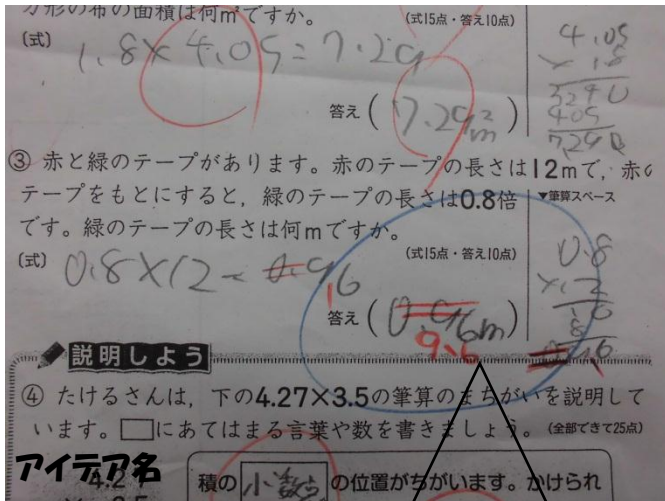 方形の布の面積は何m²ですか。
(式15点・答え10点)
(式)
1.8×4.05=7.29
4.05
×1.8
3240
405
答え(7.29m²)
③ 赤と緑のテープがあります。赤のテープの長さは12mで，赤の
テープをもとにすると，緑のテープの長さは0.8倍
▼筆算スペース
です。緑のテープの長さは何mですか。
(式15点・答え10点)
(式)
0.8×12=0.96
0.8
答え(0.96m)
9.6
説明しよう
④ たけるさんは，下の4.27×3.5の筆算のまちがいを説明して
います。□にあてはまる言葉や数を書きましょう。(全部できて25点)
アイデア名
積の 小数点 の位置がちがいます。かけられ